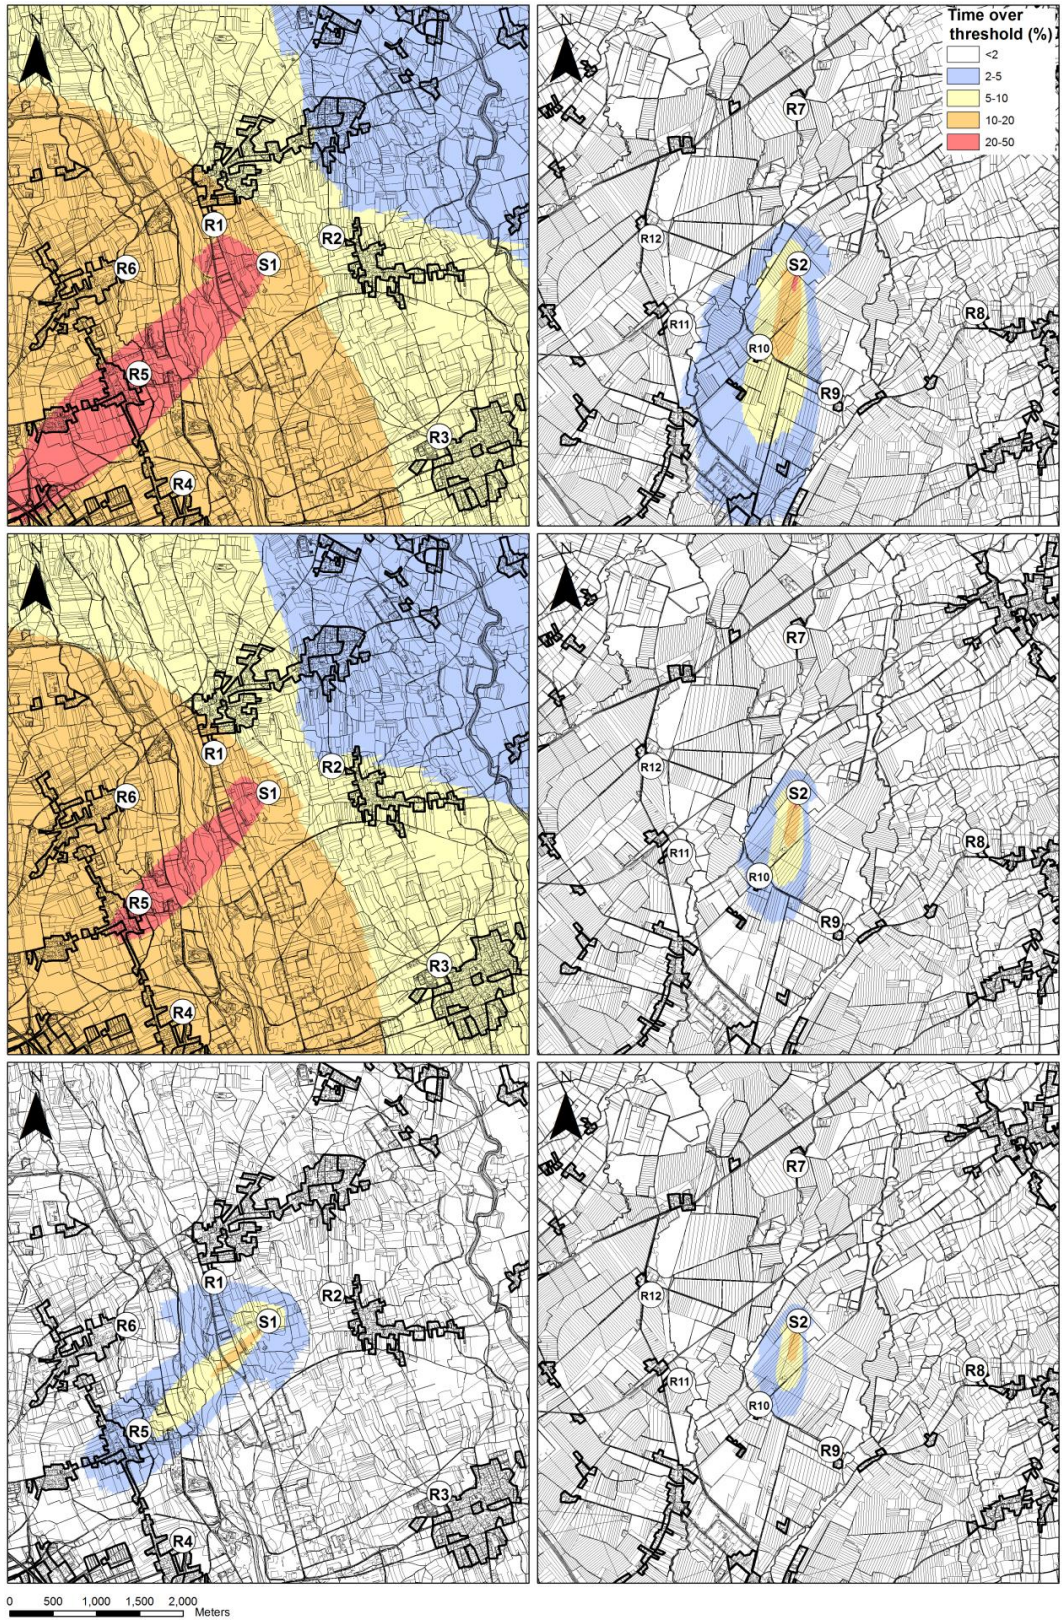 N
R1
R2
S1
R6
R5
R3
R4
N
Time over
threshold (%)
<2
2-5
5-10
10-20
20-50
R7
R12
S2
R11
R8
R10
R9
N
R1
R2
S1
R6
R5
R3
R4
N
R7
R12
S2
R11
R8
R10
R9
N
R1
R2
S1
R6
R5
R3
R4
N
R7
R12
S2
R11
R8
R10
R9
0 500 1,000 1,500 2,000
Meters